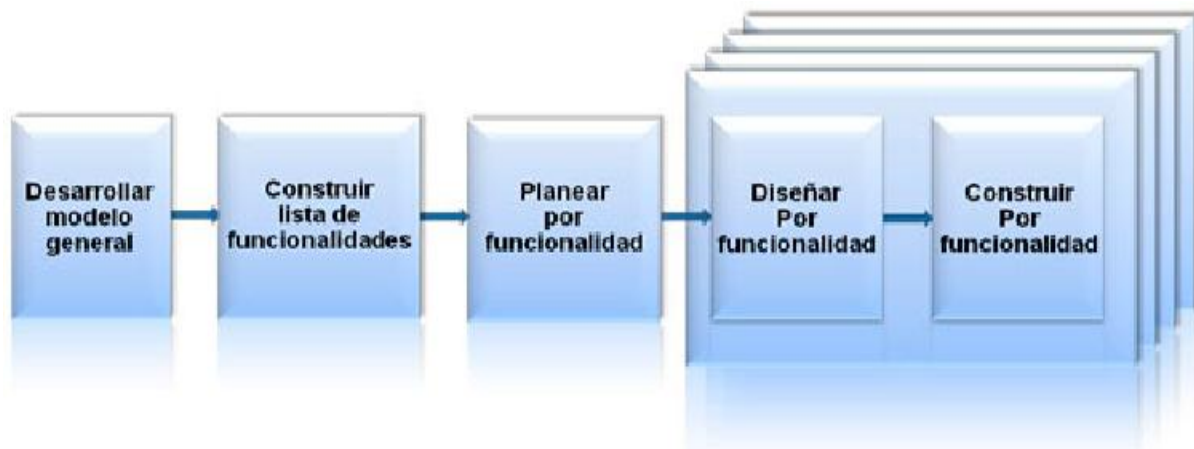 Desarrollar
modelo
general
Construir
lista de
funcionalidades
Planear
por
funcionalidad
Diseñar
Por
funcionalidad
Construir
Por
funcionalidad